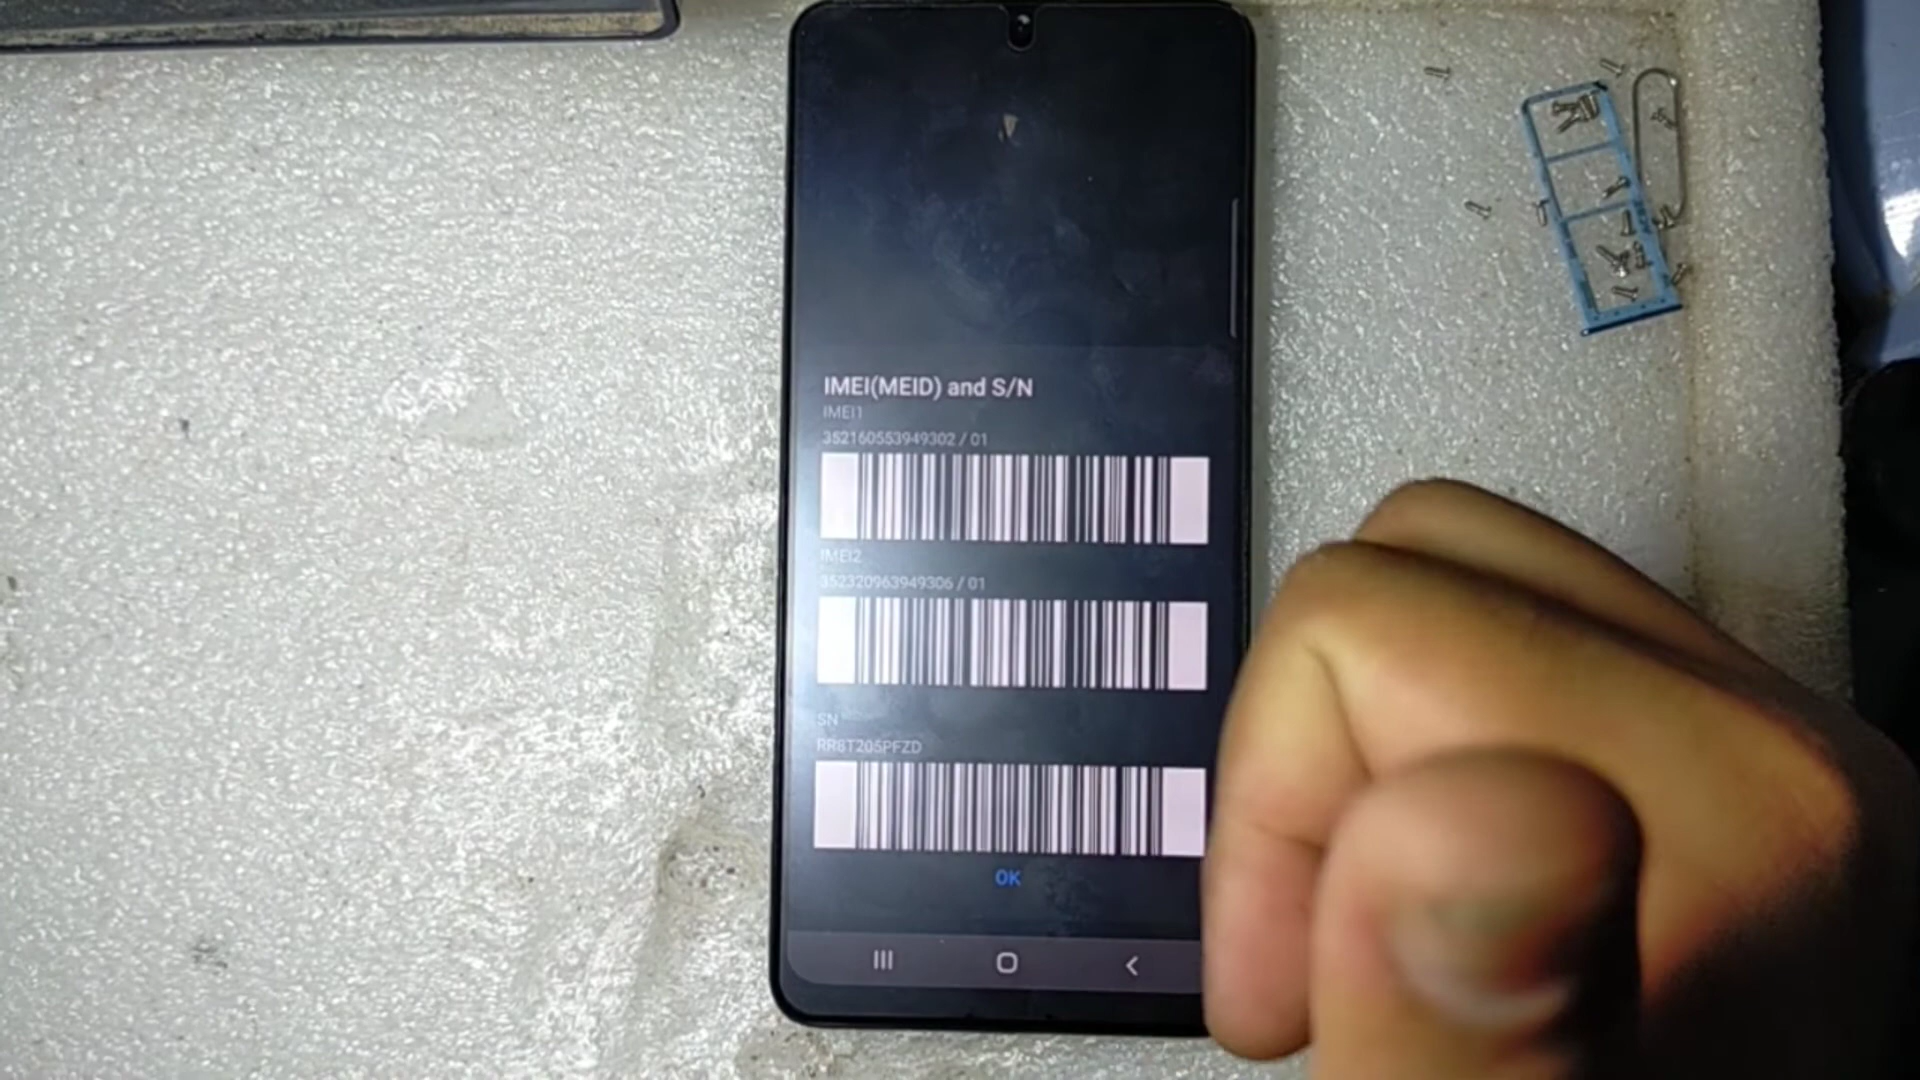 IMEI(MEID) and S/N
IMEI1
352160553949302 / 01
IMEI2
352320963949306 / 01
SN
RR8T205PFZD
OK